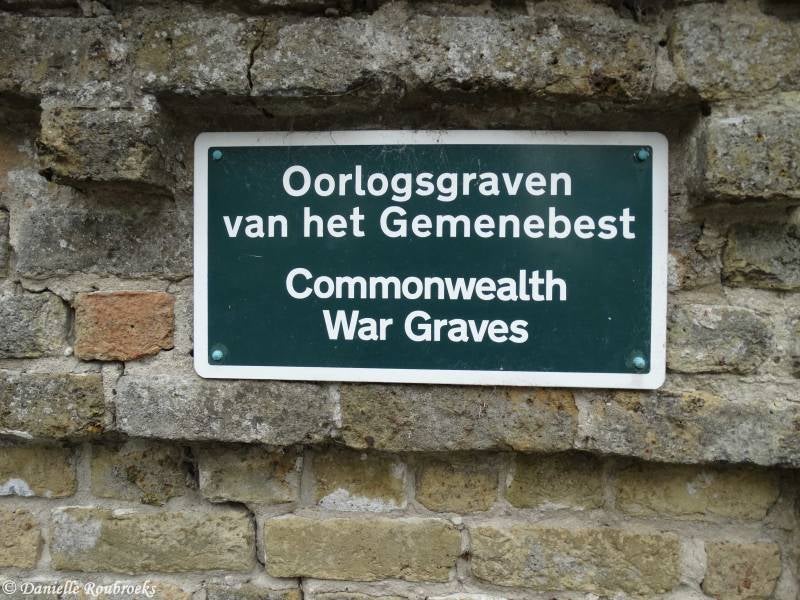 Oorlogsgraven
van het Gemenebest
Commonwealth
War Graves
© Danielle Roubroeks